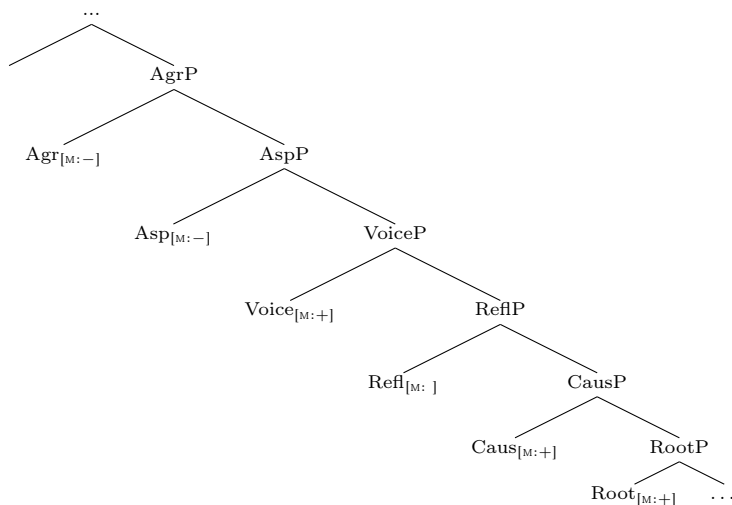 ...
AgrP
Agr[M:−] AspP
Asp[M:−] VoiceP
Voice[M:+] ReflP
Refl[M: ] CausP
Caus[M:+] RootP
Root[M:+] ...